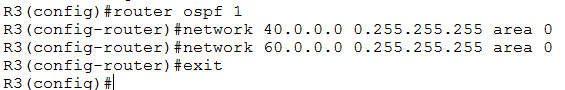 R3(config)#router ospf 1
R3(config-router)#network 40.0.0.0 0.255.255.255 area 0
R3(config-router)#network 60.0.0.0 0.255.255.255 area 0
R3(config-router)#exit
R3(config)#